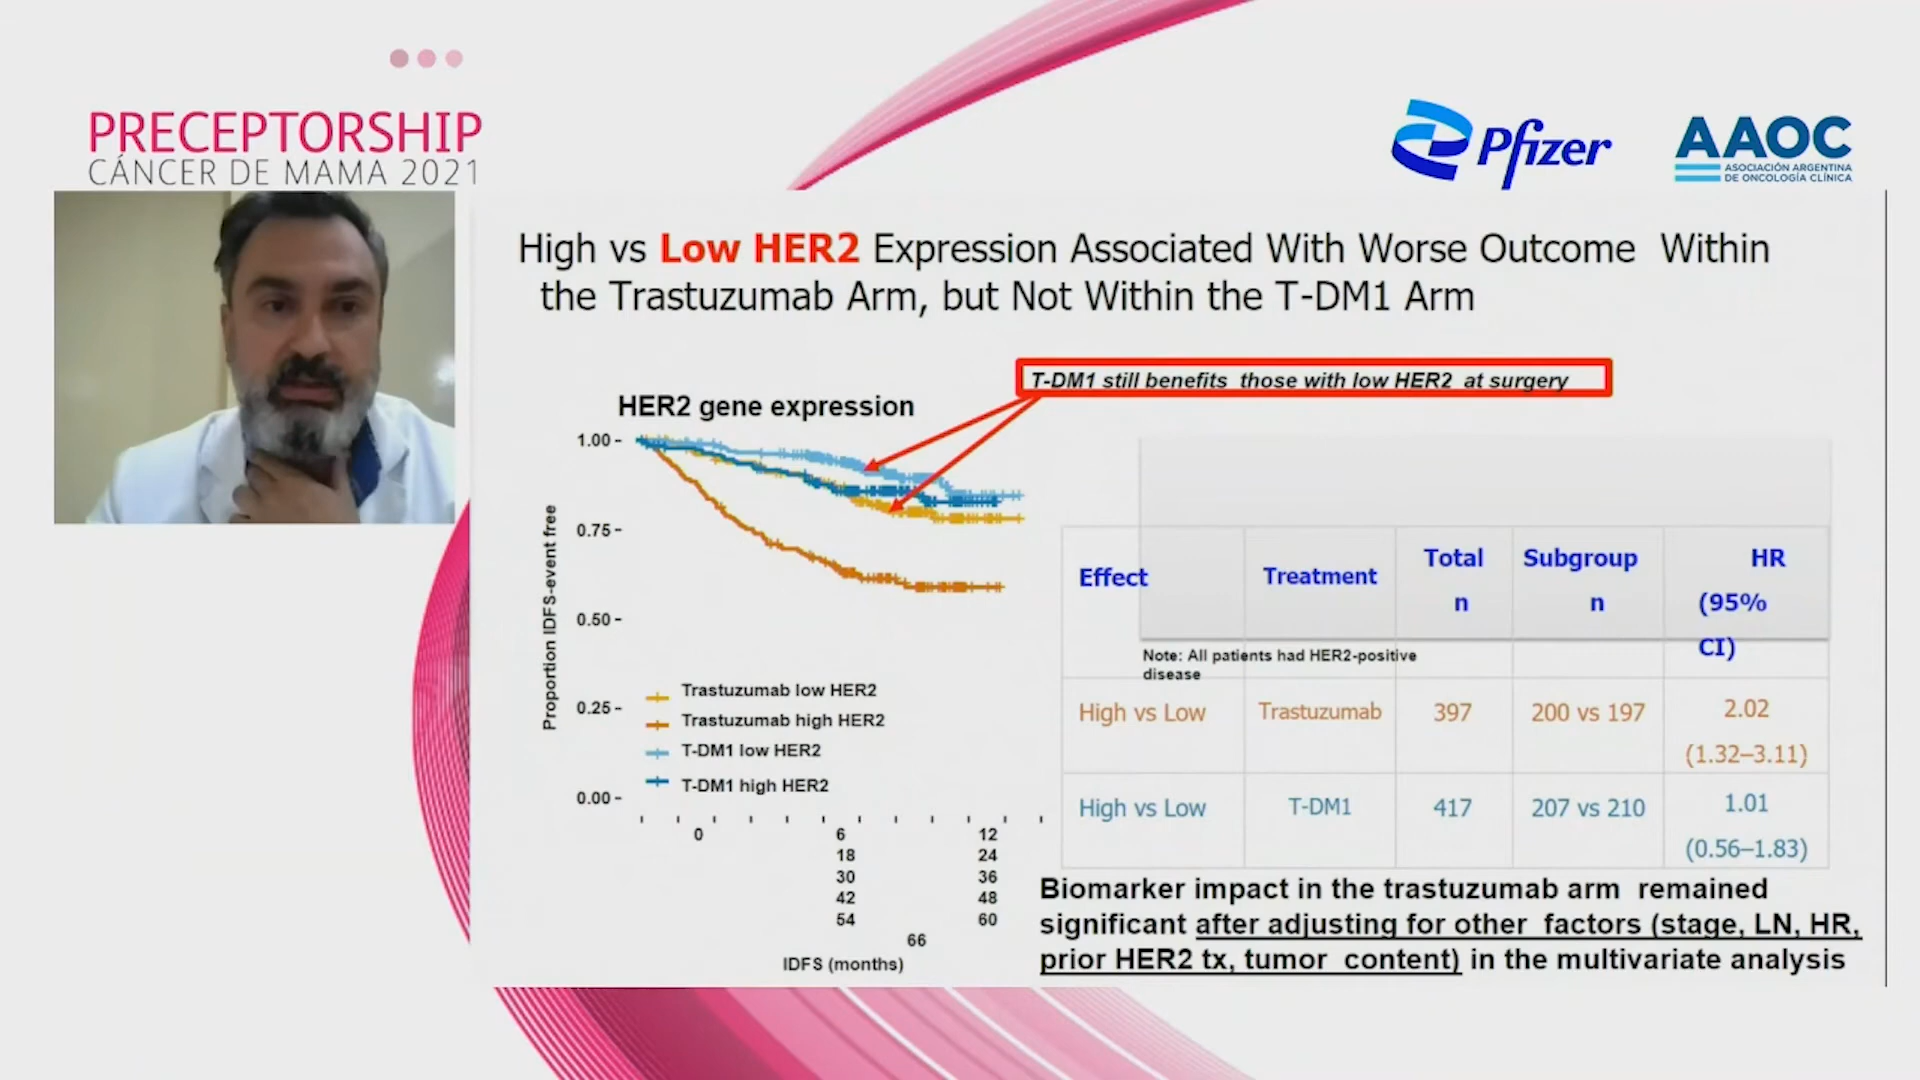 PRECEPTORSHIP
CÁNCER DE MAMA 2021
Pfizer
AAOC
ASOCIACIÓN ARGENTINA
DE ONCOLOGÍA CLÍNICA
High vs Low HER2 Expression Associated With Worse Outcome Within
the Trastuzumab Arm, but Not Within the T-DM1 Arm
T-DM1 still benefits those with low HER2 at surgery
HER2 gene expression
1.00
0.75
0.50
0.25
0.00
Proportion IDFS-event free
Trastuzumab low HER2
Trastuzumab high HER2
T-DM1 low HER2
T-DM1 high HER2
0 6 12
18 24
30 36
42 48
54 60
66
IDFS (months)
Effect Treatment Total n Subgroup n HR (95% CI)
Note: All patients had HER2-positive
disease
High vs Low Trastuzumab 397 200 vs 197 2.02
(1.32–3.11)
High vs Low T-DM1 417 207 vs 210 1.01
(0.56–1.83)
Biomarker impact in the trastuzumab arm remained
significant after adjusting for other factors (stage, LN, HR,
prior HER2 tx, tumor content) in the multivariate analysis